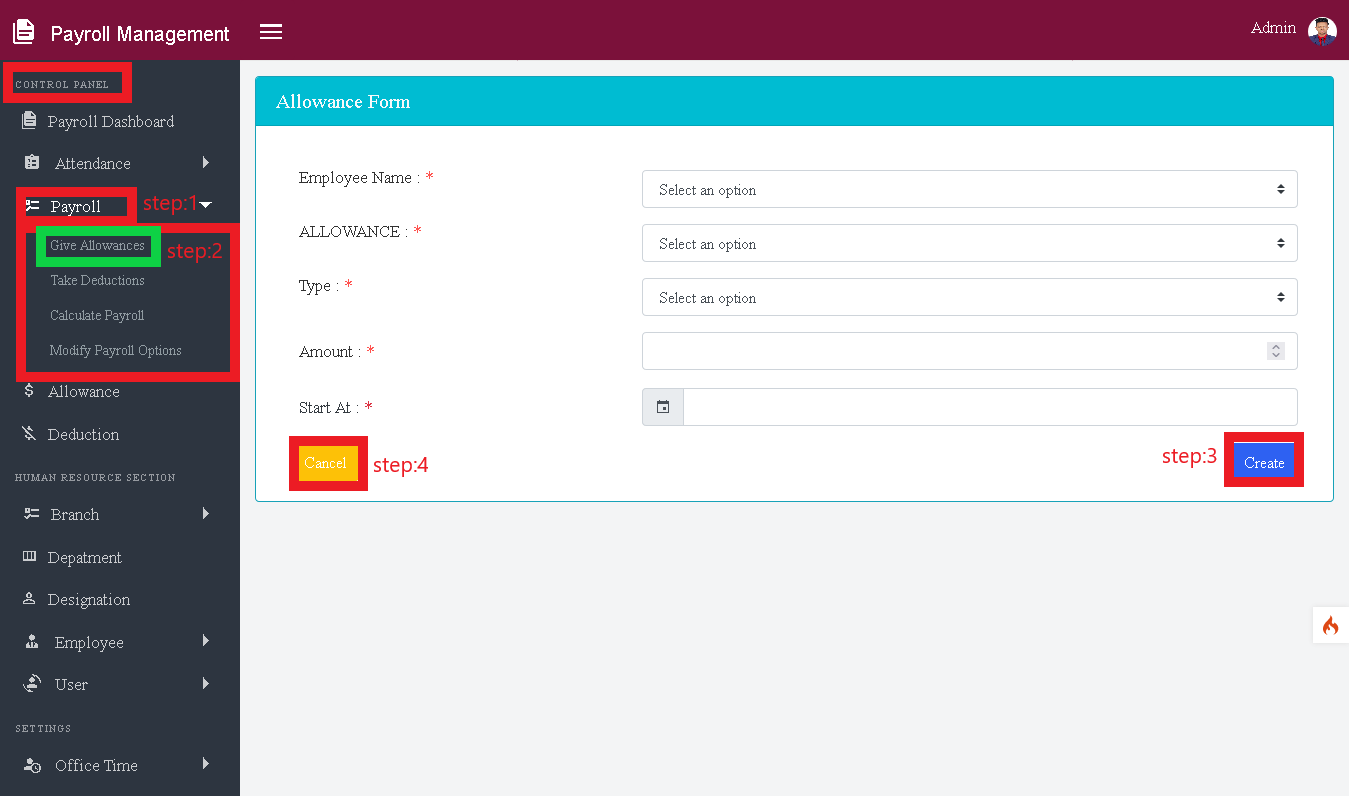 Payroll Management
Admin
CONTROL PANEL
Payroll Dashboard
Attendance
Payroll
step:1
Give Allowances
step:2
Take Deductions
Calculate Payroll
Modify Payroll Options
Allowance
Deduction
HUMAN RESOURCE SECTION
Branch
Depatment
Designation
Employee
User
SETTINGS
Office Time
Allowance Form
Employee Name : *
Select an option
ALLOWANCE : *
Select an option
Type : *
Select an option
Amount : *
Start At : *
Cancel
step:4
step:3
Create